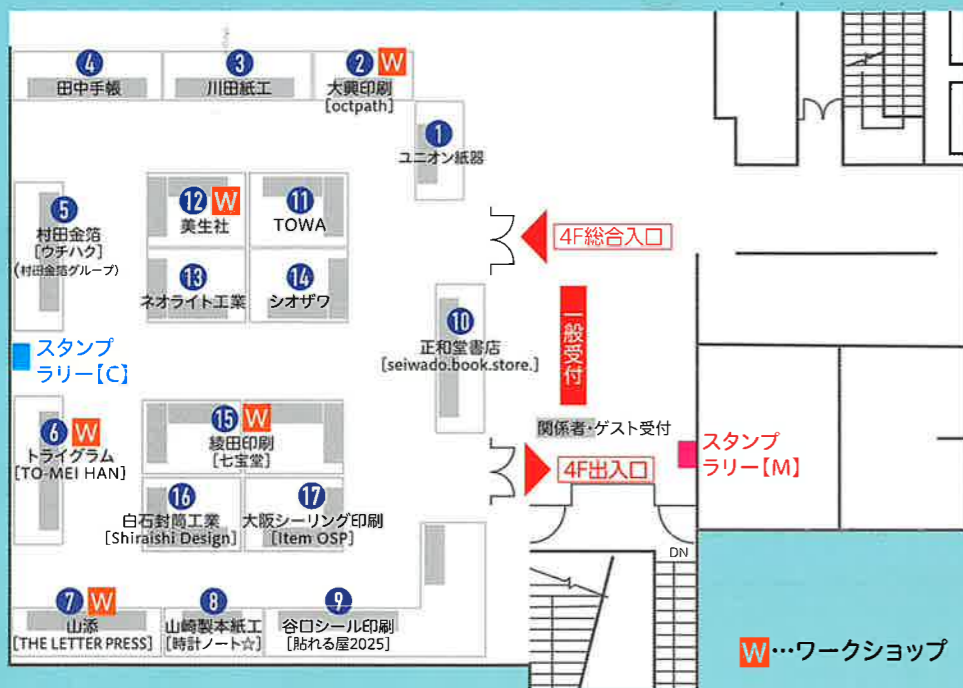 4
田中手帳
3
川田紙工
2 W
大興印刷
[octpath]
1
ユニオン紙器
5
村田金箔
[ウチハク]
(村田金箔グループ)
12 W
美生社
11
TOWA
13
ネオライト工業
14
シオザワ
4F総合入口
10
正和堂書店
[seiwado.book.store.]
一般受付
スタンプ
ラリー【C】
6 W
トライグラム
[TO-MEI HAN]
15 W
綾田印刷
[七宝堂]
関係者・ゲスト受付
4F出入口
スタンプ
ラリー【M】
16
白石封筒工業
[Shiraishi Design]
17
大阪シーリング印刷
[Item OSP]
DN
7 W
山添
[THE LETTER PRESS]
8
山崎製本紙工
[時計ノート☆]
9
谷口シール印刷
[貼れる屋2025]
W…ワークショップ